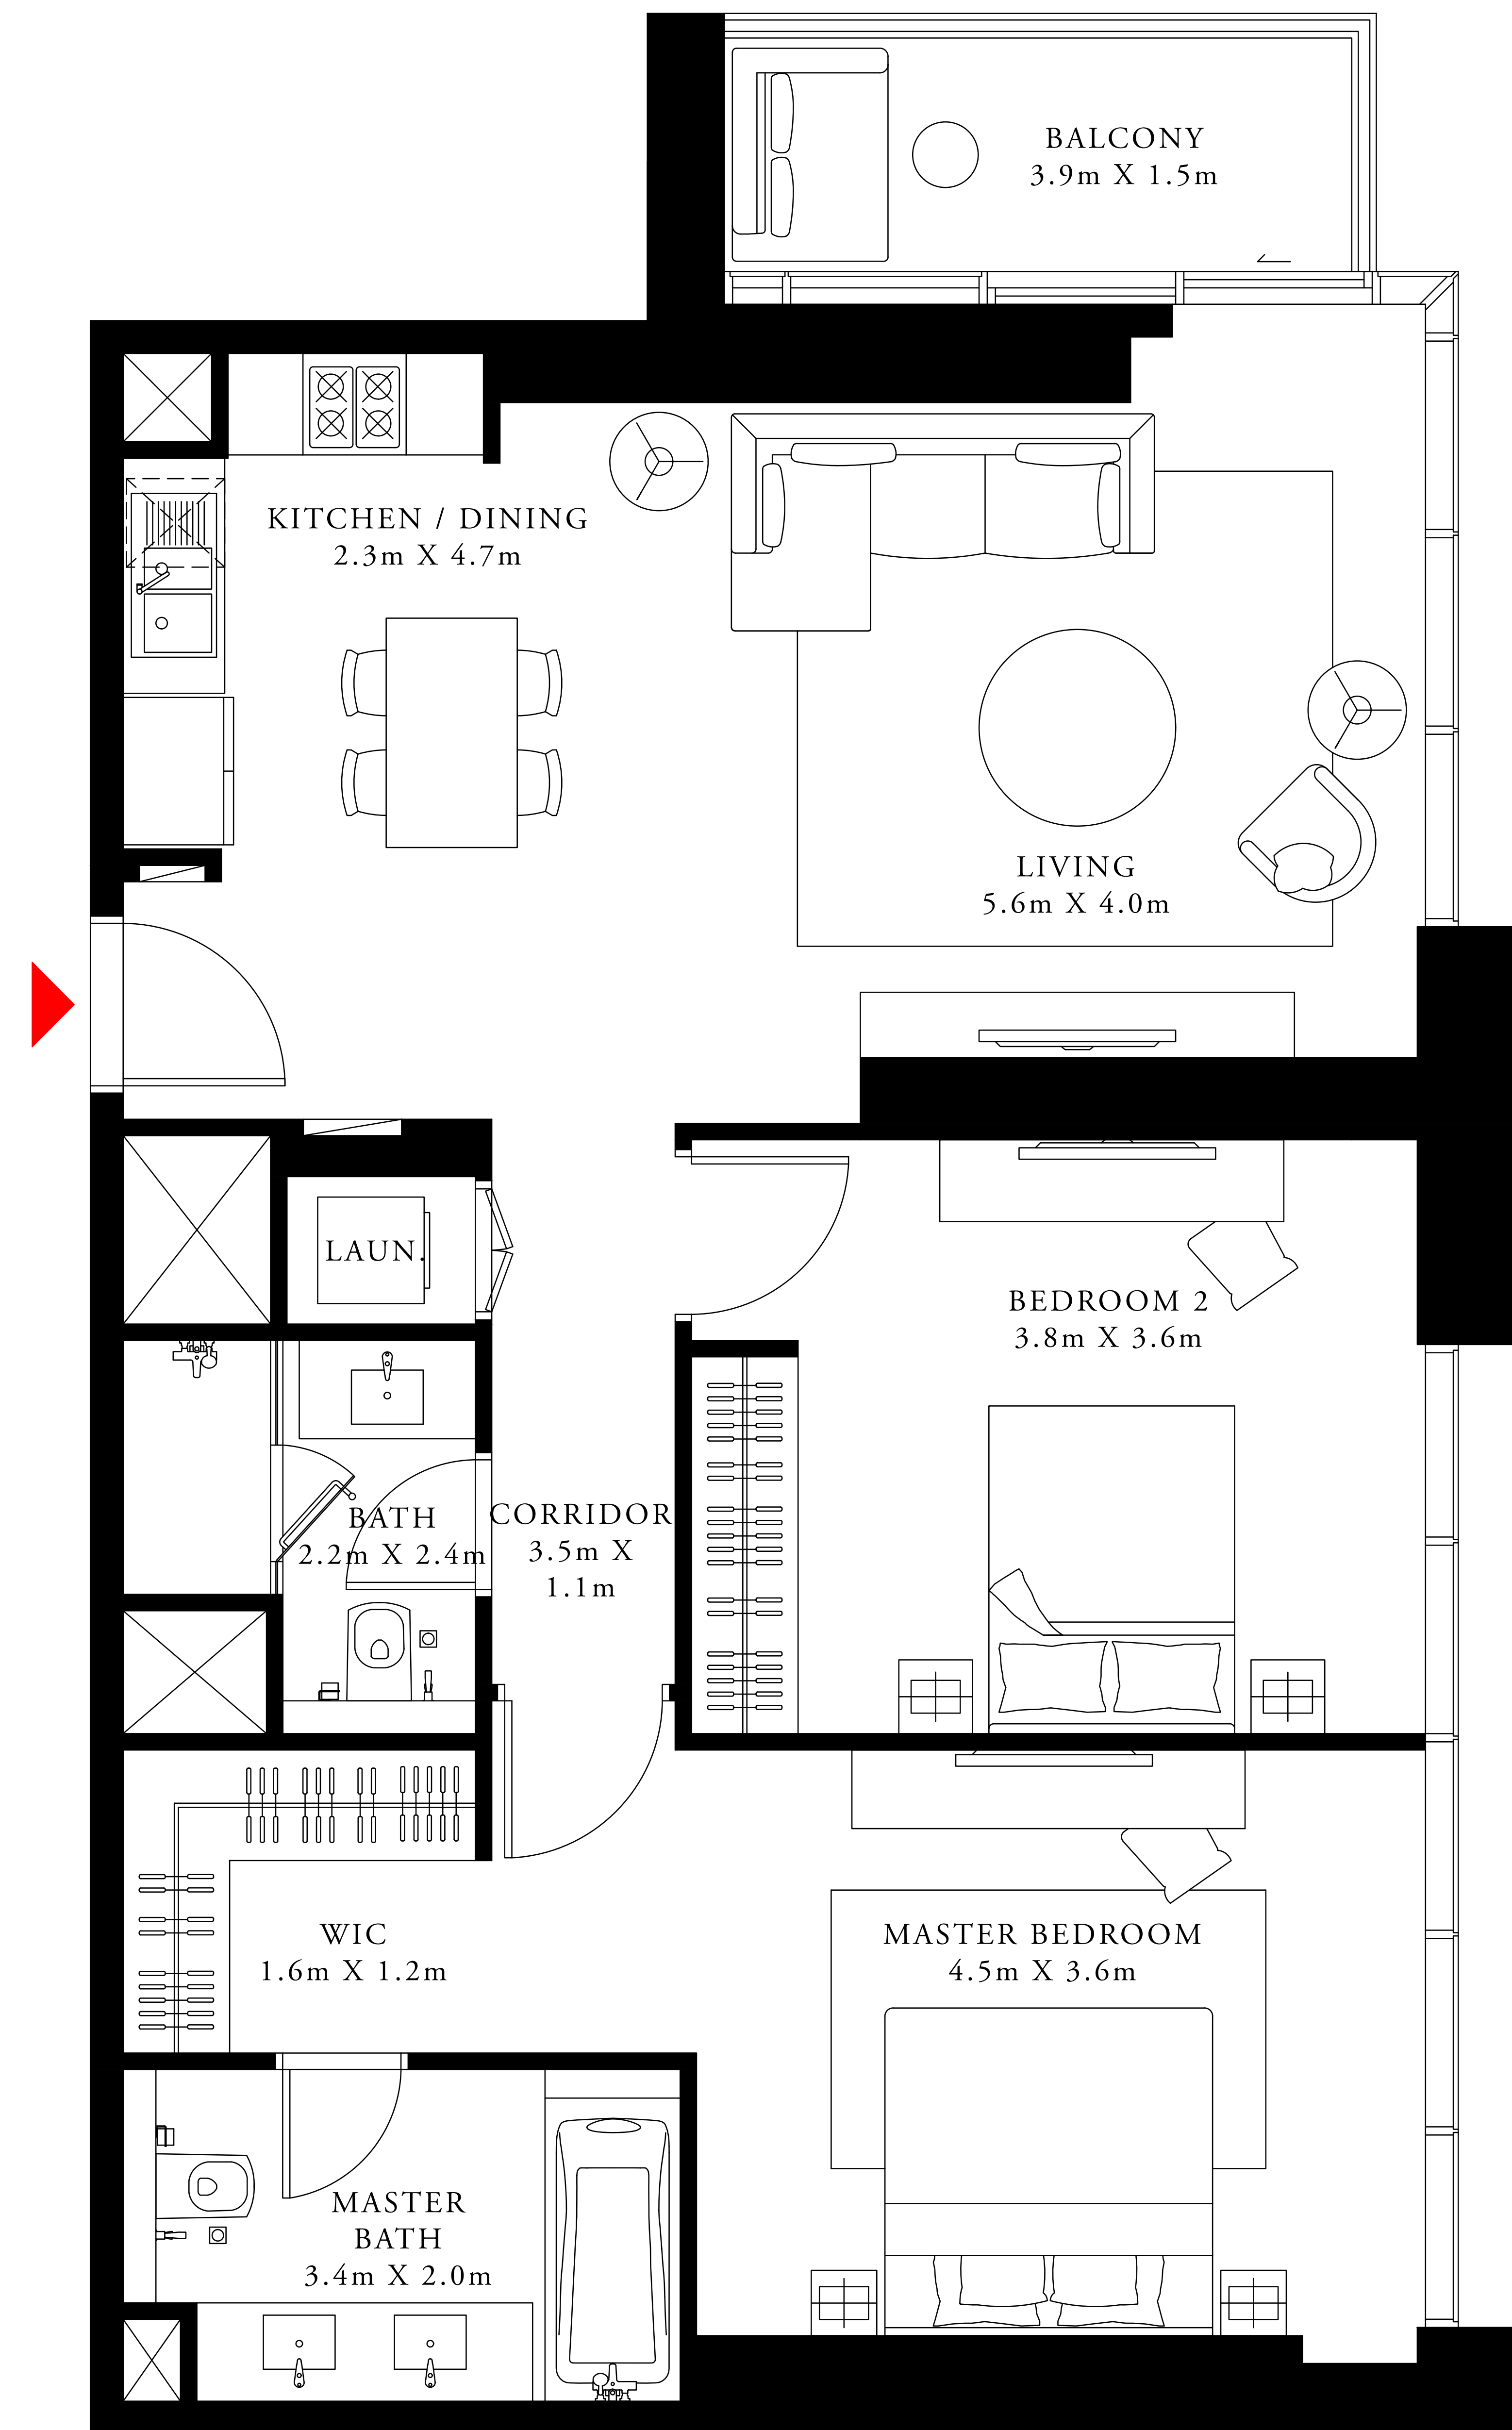 BALCONY
3.9m X 1.5m
KITCHEN / DINING
2.3m X 4.7m
LIVING
5.6m X 4.0m
LAUN.
BEDROOM 2
3.8m X 3.6m
BATH
2.2m X 2.4m
CORRIDOR
3.5m X
1.1m
WIC
1.6m X 1.2m
MASTER BEDROOM
4.5m X 3.6m
MASTER
BATH
3.4m X 2.0m